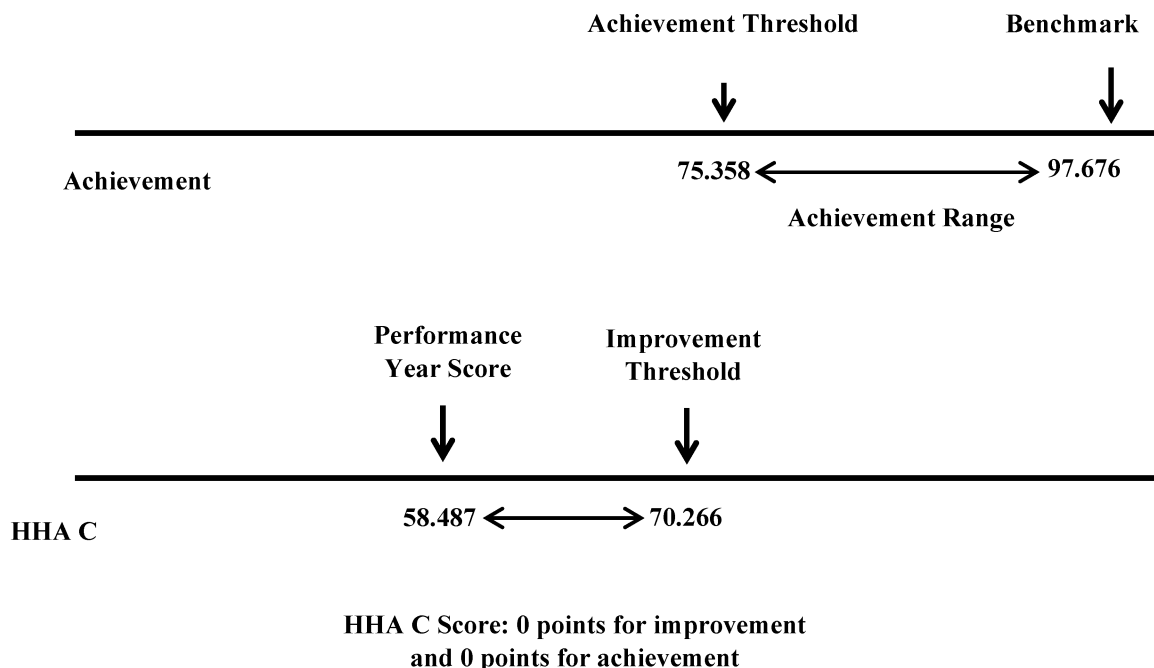 Achievement Threshold
Benchmark
75.358
97.676
Achievement
Achievement Range
Performance
Year Score
Improvement
Threshold
58.487
70.266
HHA C
HHA C Score: 0 points for improvement
and 0 points for achievement